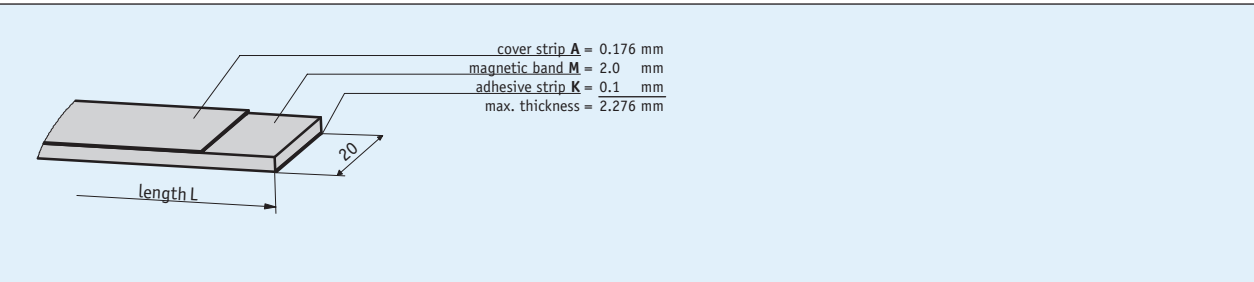 cover strip A = 0.176 mm
magnetic band M = 2.0 mm
adhesive strip K = 0.1 mm
max. thickness = 2.276 mm
20
length L